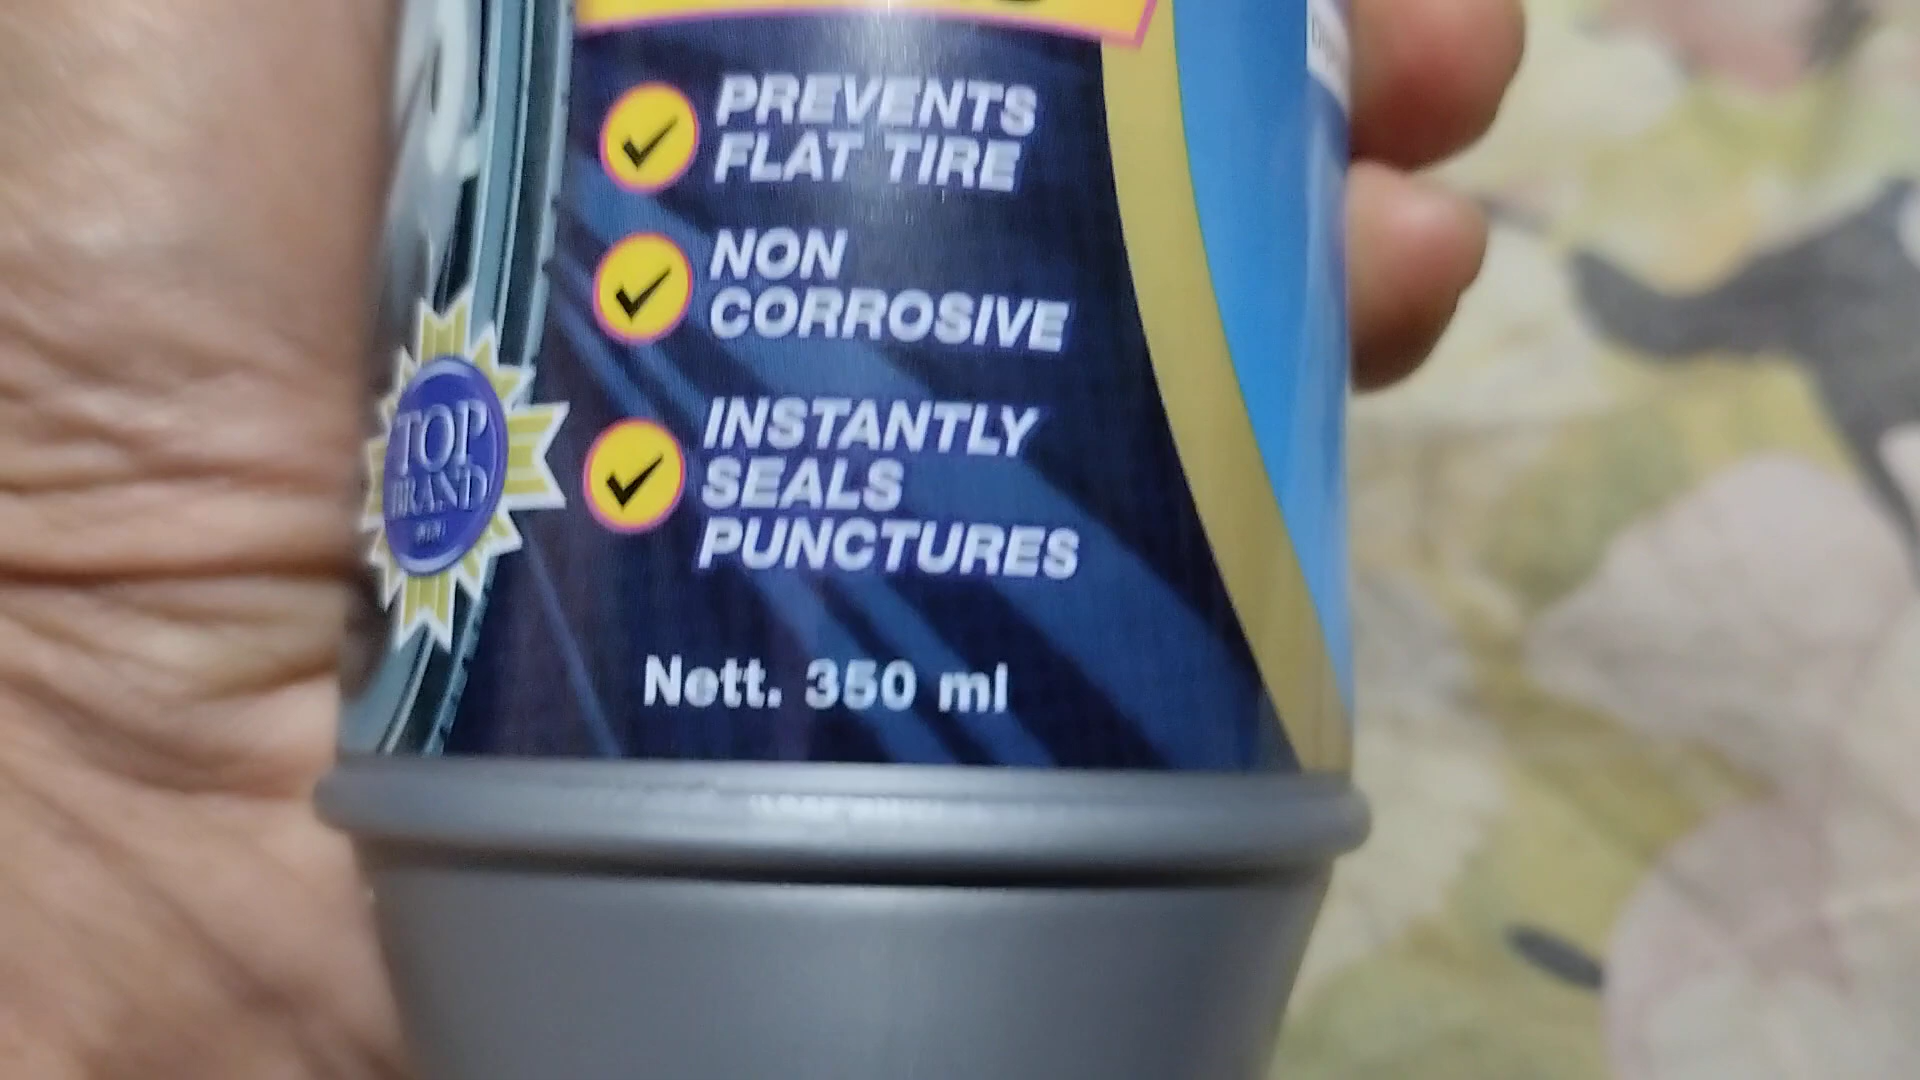 PREVENTS
FLAT TIRE
NON
CORROSIVE
INSTANTLY
SEALS
PUNCTURES
TOP
BRAND
Nett. 350 ml